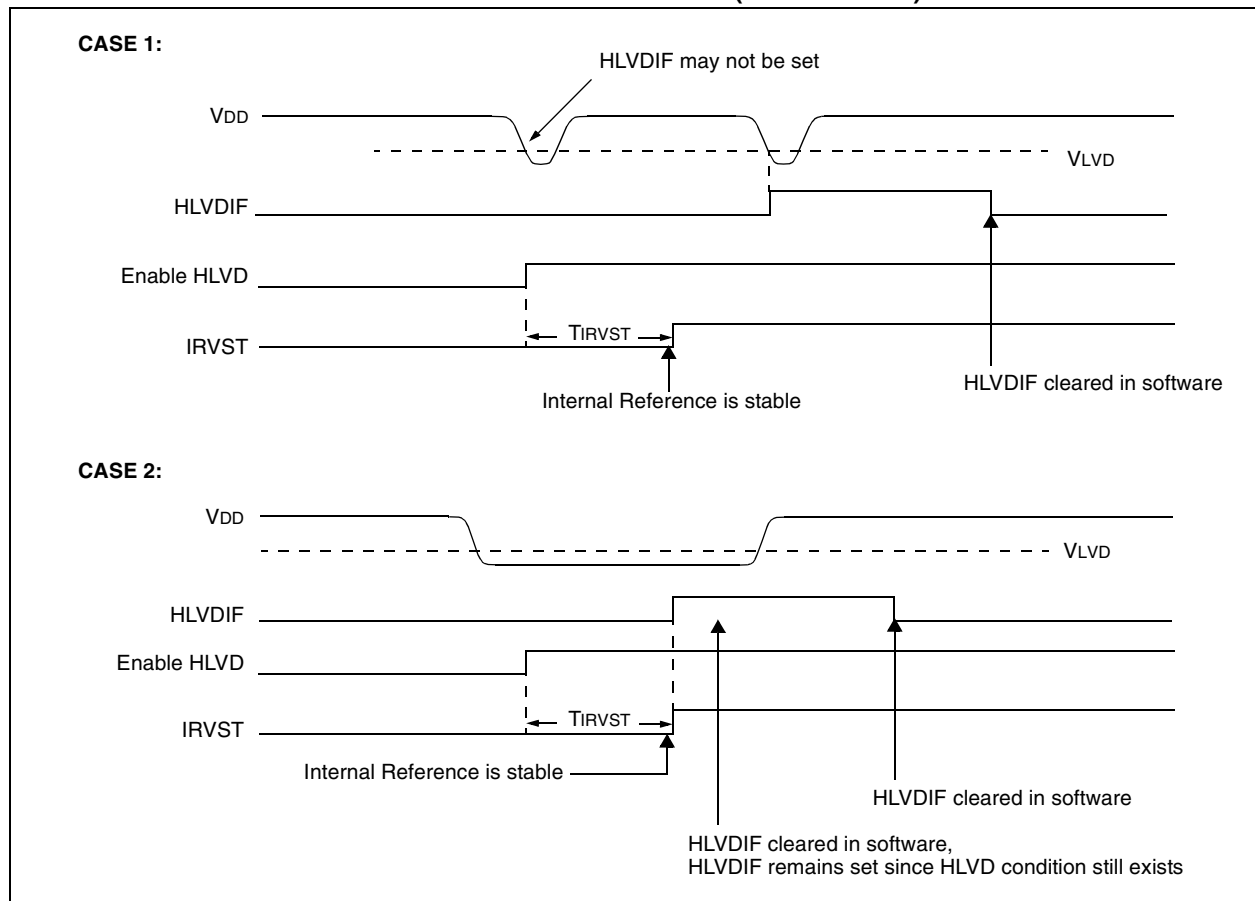 CASE 1:
HLVDIF may not be set
VDD
VLVD
HLVDIF
Enable HLVD
TIRVST
IRVST
HLVDIF cleared in software
Internal Reference is stable
CASE 2:
VDD
VLVD
HLVDIF
Enable HLVD
TIRVST
IRVST
Internal Reference is stable
HLVDIF cleared in software
HLVDIF cleared in software,
HLVDIF remains set since HLVD condition still exists